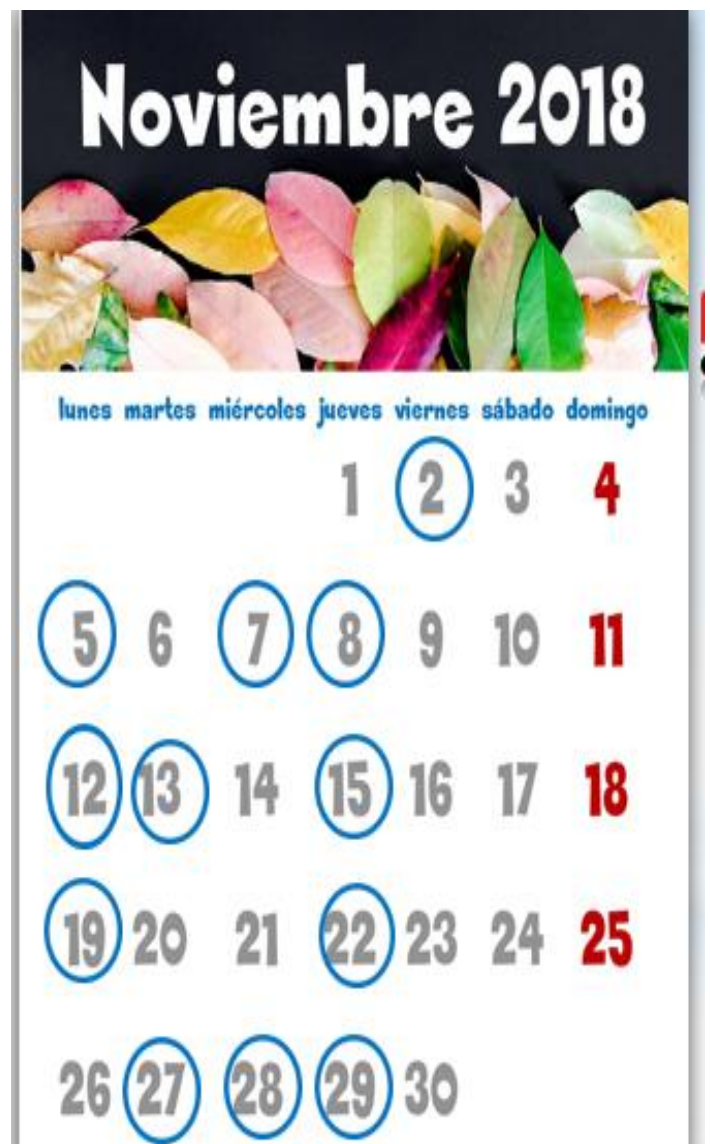 Noviembre 2018
lunes martes miércoles jueves viernes sábado domingo
1 2 3 4
5 6 7 8 9 10 11
12 13 14 15 16 17 18
19 20 21 22 23 24 25
26 27 28 29 30